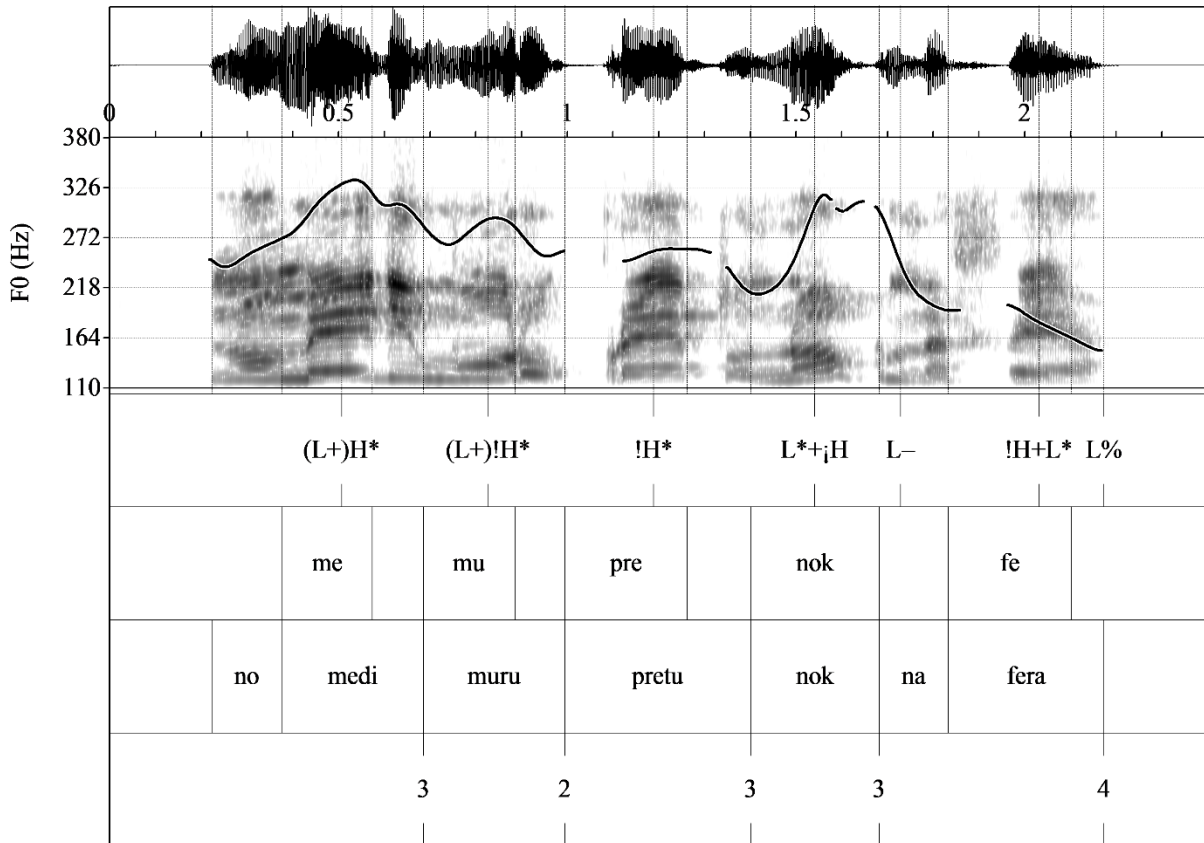 0 0.5 1 1.5 2
380
326
272
218
164
110
F0 (Hz)
(L+)H* (L+)!H* !H* L*+¡H L– !H+L* L%
me mu pre nok fe
no medi muru pretu nok na fera
3 2 3 3 4